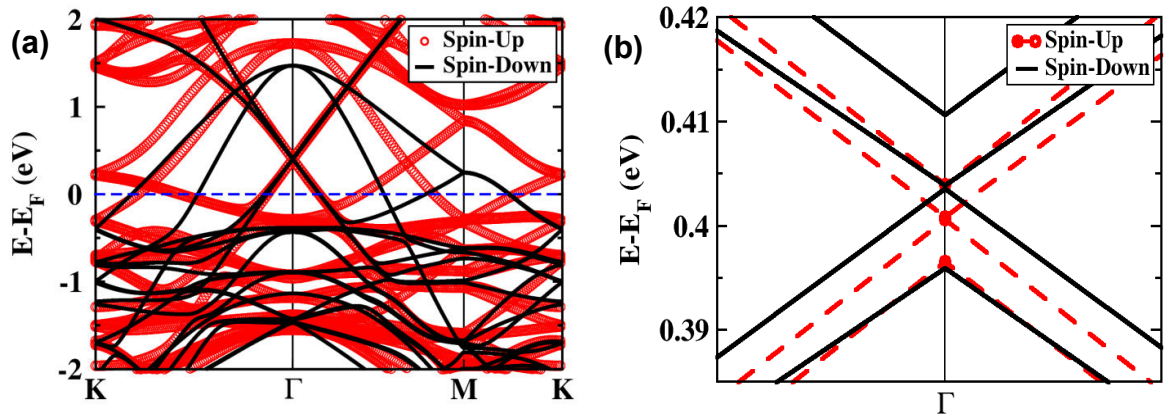 (a)
E-E_F (eV)
2
1
0
-1
-2
Spin-Up
Spin-Down
K
Γ
M
K
(b)
E-E_F (eV)
0.42
0.41
0.4
0.39
Spin-Up
Spin-Down
Γ